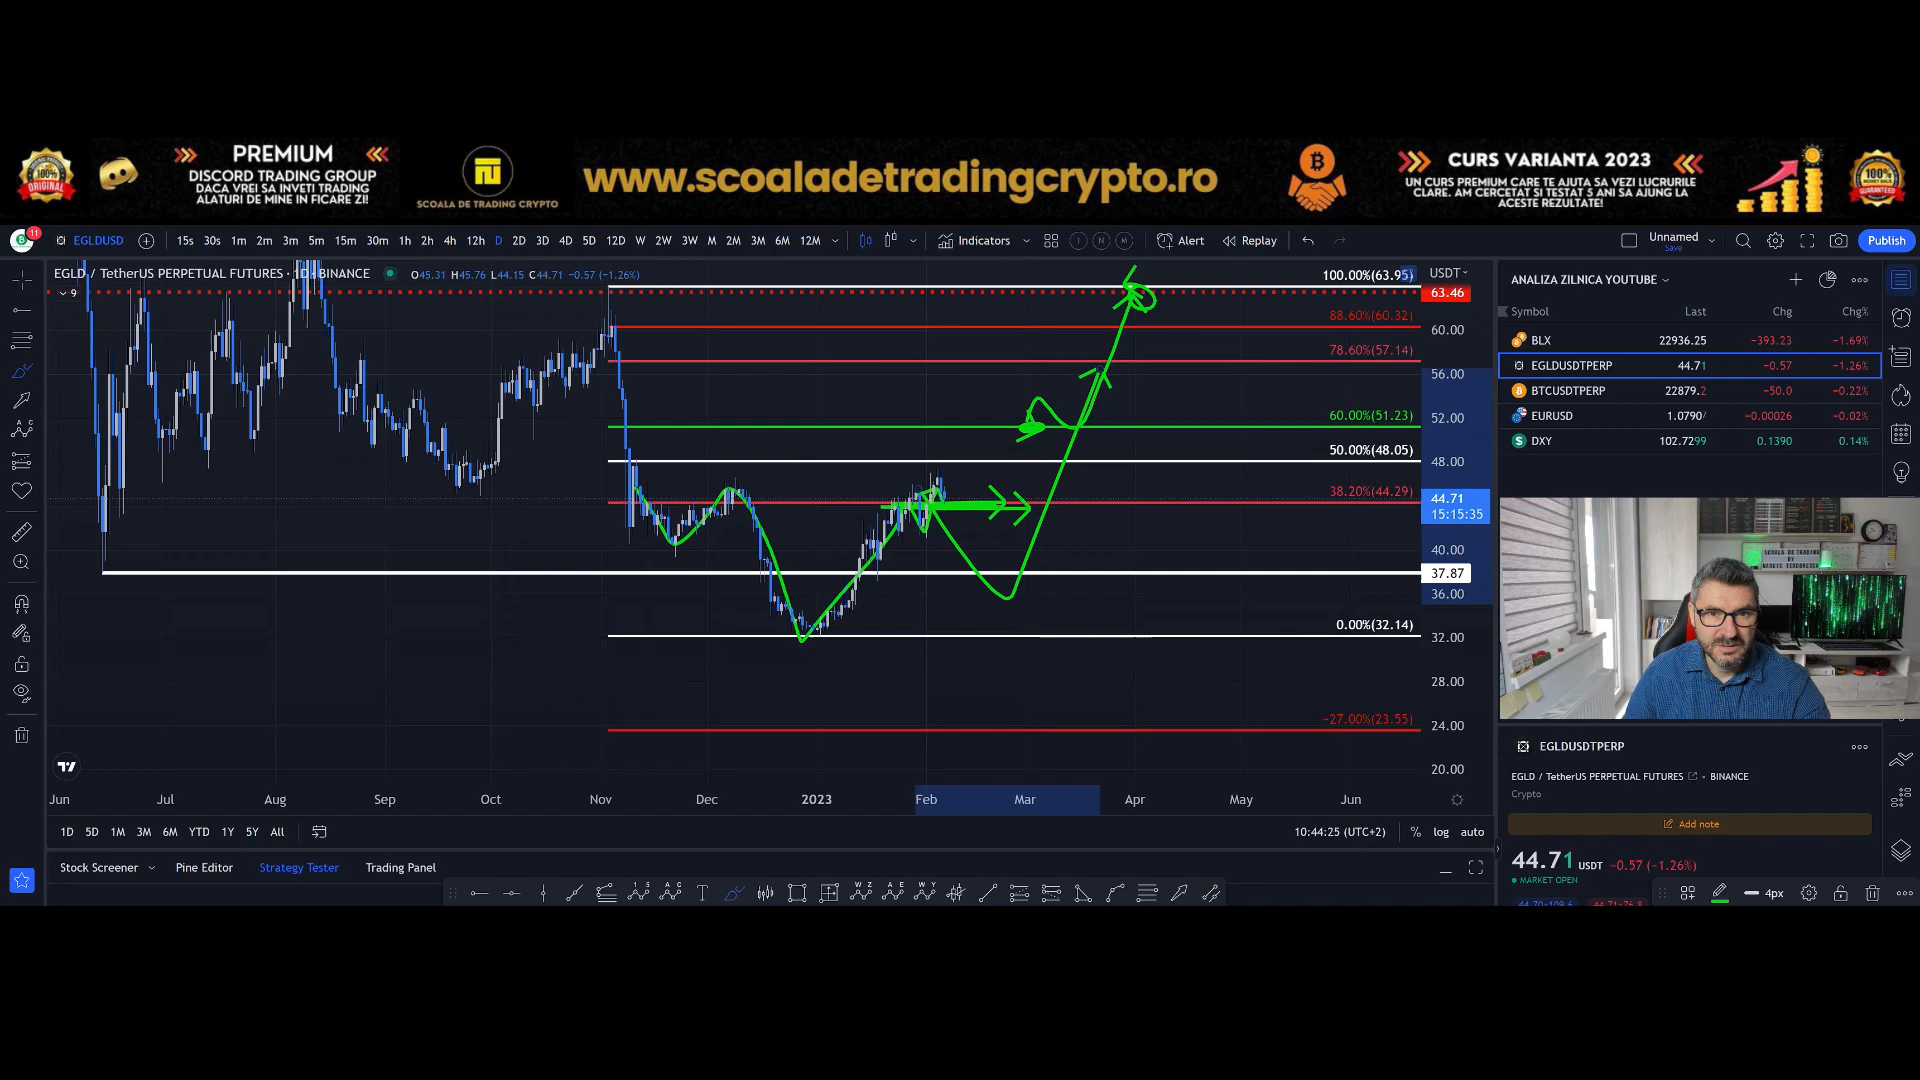 PREMIUM
DISCORD TRADING GROUP
DACA VREI SA INVETI TRADING
ALATURI DE MINE IN FICARE ZI!
SCOALA DE TRADING CRYPTO
www.scoaladetradingcrypto.ro
CURS VARIANTA 2023
UN CURS PREMIUM CARE TE AJUTA SA VEZI LUCRURILE
CLARE. AM CERCETAT SI TESTAT 5 ANI SA AJUNG LA
ACESTE REZULTATE!
11 EGLDUSD 15s 30s 1m 2m 3m 5m 15m 30m 1h 2h 4h 12h D 2D 3D 4D 5D 12D W 2W 3W M 2M 3M 6M 12M Indicators Alert Replay Unnamed Save Publish
EGLD / TetherUS PERPETUAL FUTURES · 1D · BINANCE O45.31 H45.76 L44.15 C44.71 −0.57 (−1.26%)
9
100.00%(63.95)
88.60%(60.32)
78.60%(57.14)
60.00%(51.23)
50.00%(48.05)
38.20%(44.29)
0.00%(32.14)
−27.00%(23.55)
USDT
63.46
60.00
56.00
52.00
48.00
44.71
15:15:35
40.00
37.87
36.00
32.00
28.00
24.00
20.00
Jun Jul Aug Sep Oct Nov Dec 2023 Feb Mar Apr May Jun
1D 5D 1M 3M 6M YTD 1Y 5Y All 10:44:25 (UTC+2) % log auto
Stock Screener Pine Editor Strategy Tester Trading Panel
ANALIZA ZILNICA YOUTUBE
Symbol Last Chg Chg%
BLX 22936.25 −393.23 −1.69%
EGLDUSDTPERP 44.71 −0.57 −1.26%
BTCUSDTPERP 22879.2 −50.0 −0.22%
EURUSD 1.0790 −0.00026 −0.02%
DXY 102.7299 0.1390 0.14%
EGLDUSDTPERP
EGLD / TetherUS PERPETUAL FUTURES · BINANCE
Crypto
Add note
44.71 USDT −0.57 (−1.26%)
MARKET OPEN
4px